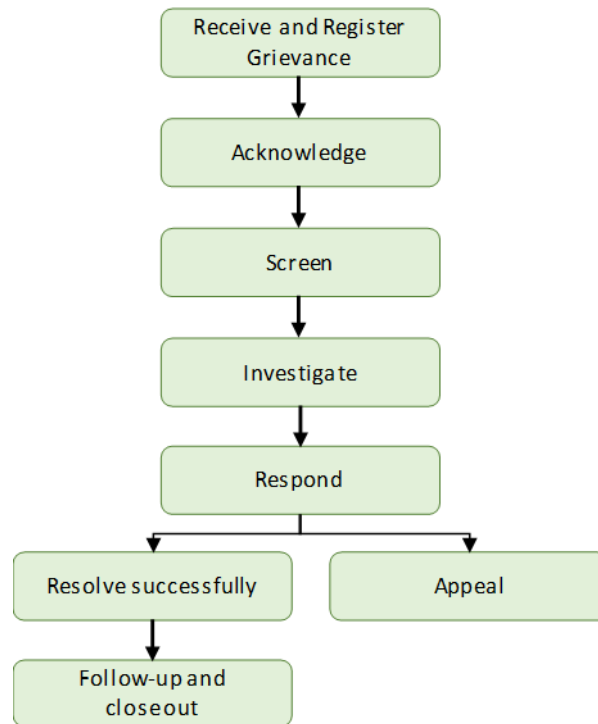 Receive and Register
Grievance
Acknowledge
Screen
Investigate
Respond
Resolve successfully
Appeal
Follow-up and
closeout